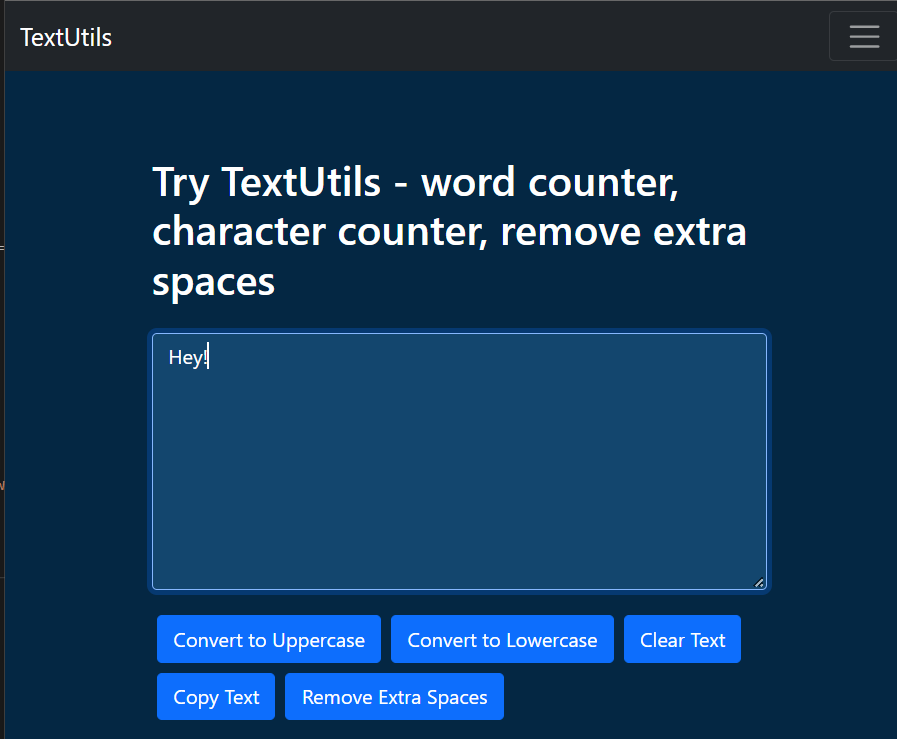 TextUtils
Try TextUtils - word counter,
character counter, remove extra
spaces
Hey!
Convert to Uppercase Convert to Lowercase Clear Text
Copy Text Remove Extra Spaces